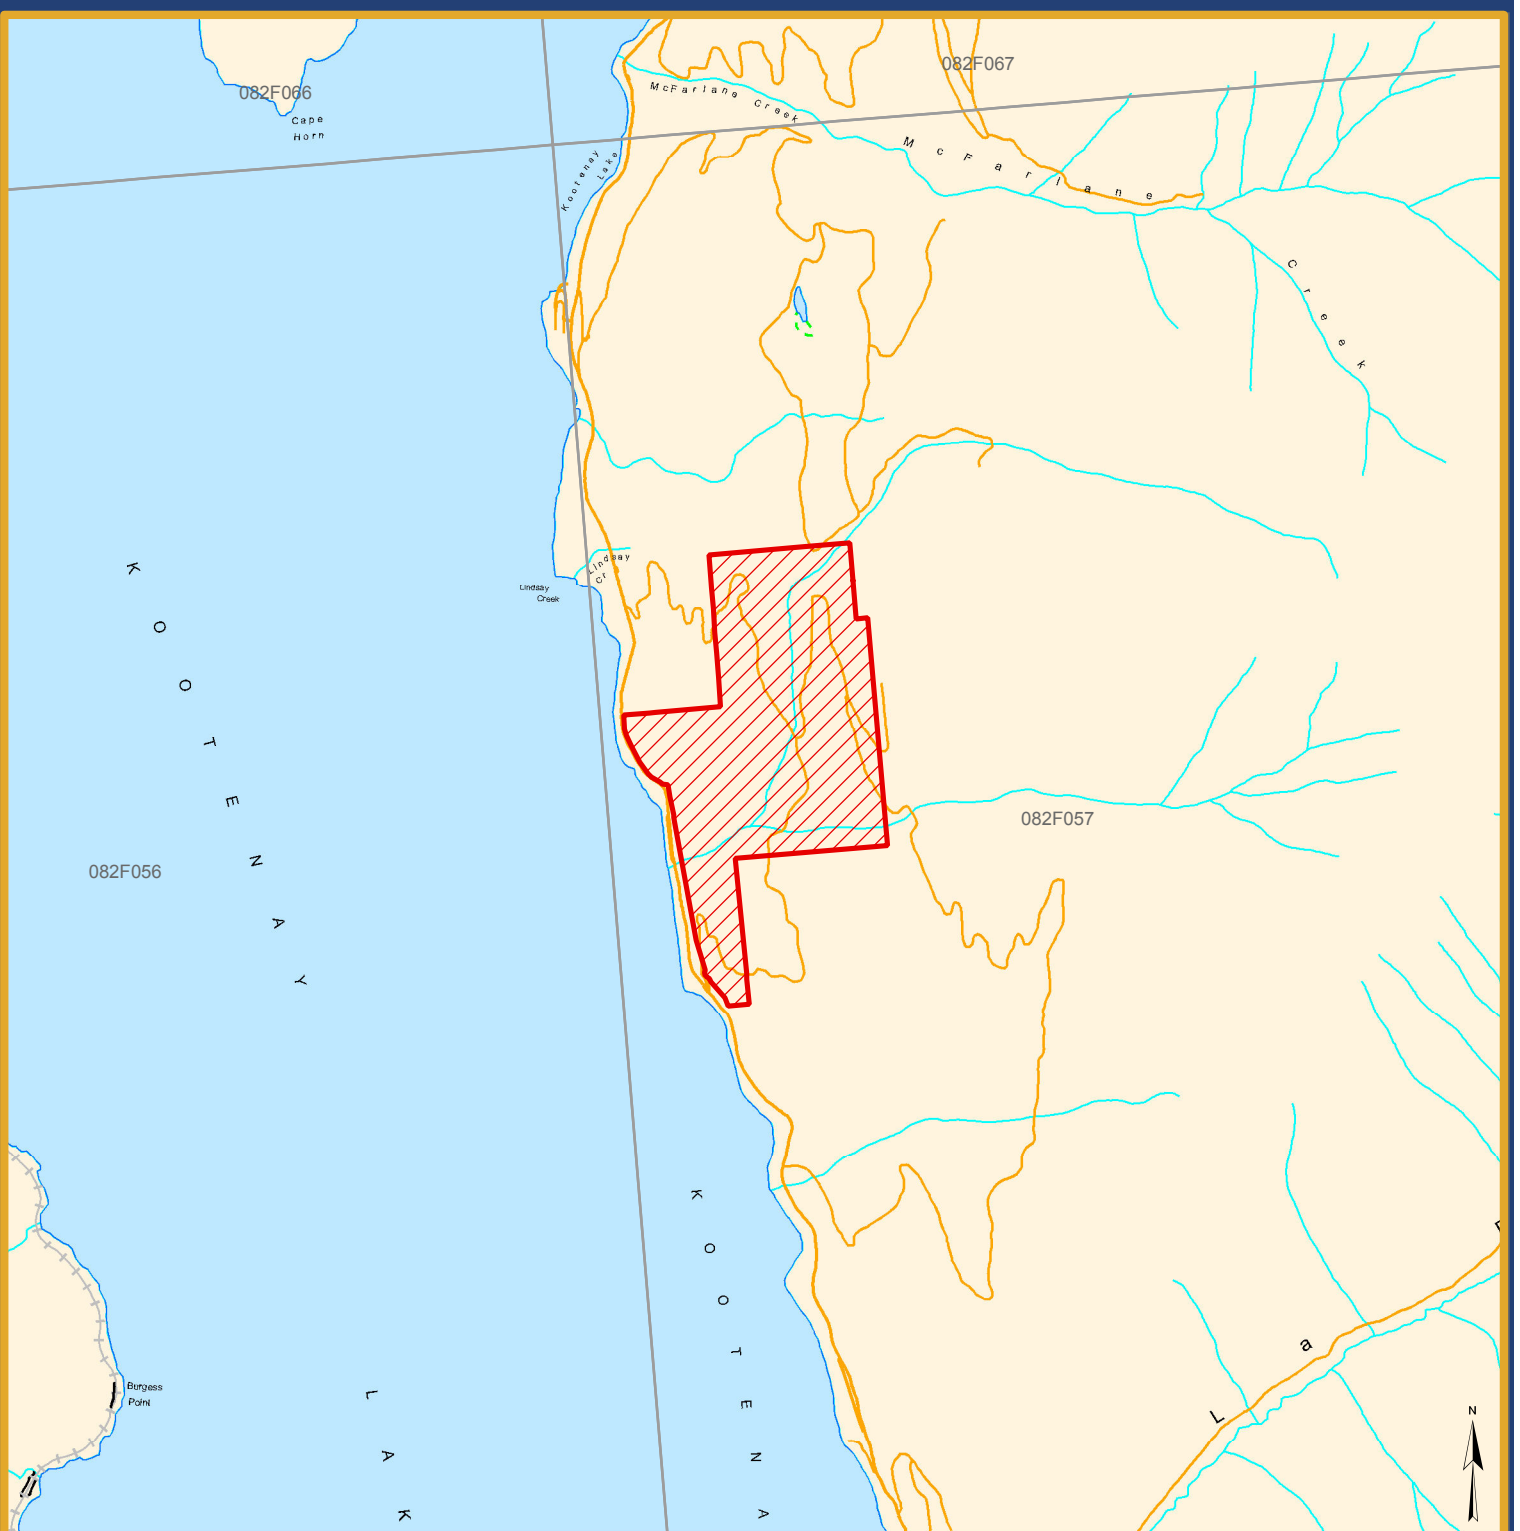 082F067
082F066
Cape
Horn
McFarlane Creek
McFarlane
Creek
Kootenay
Lake
KOOTENAY
LAK
Lindsay
Cr
Lindsay
Creek
082F057
082F056
KOOTENA
Burgess
Point
La
N